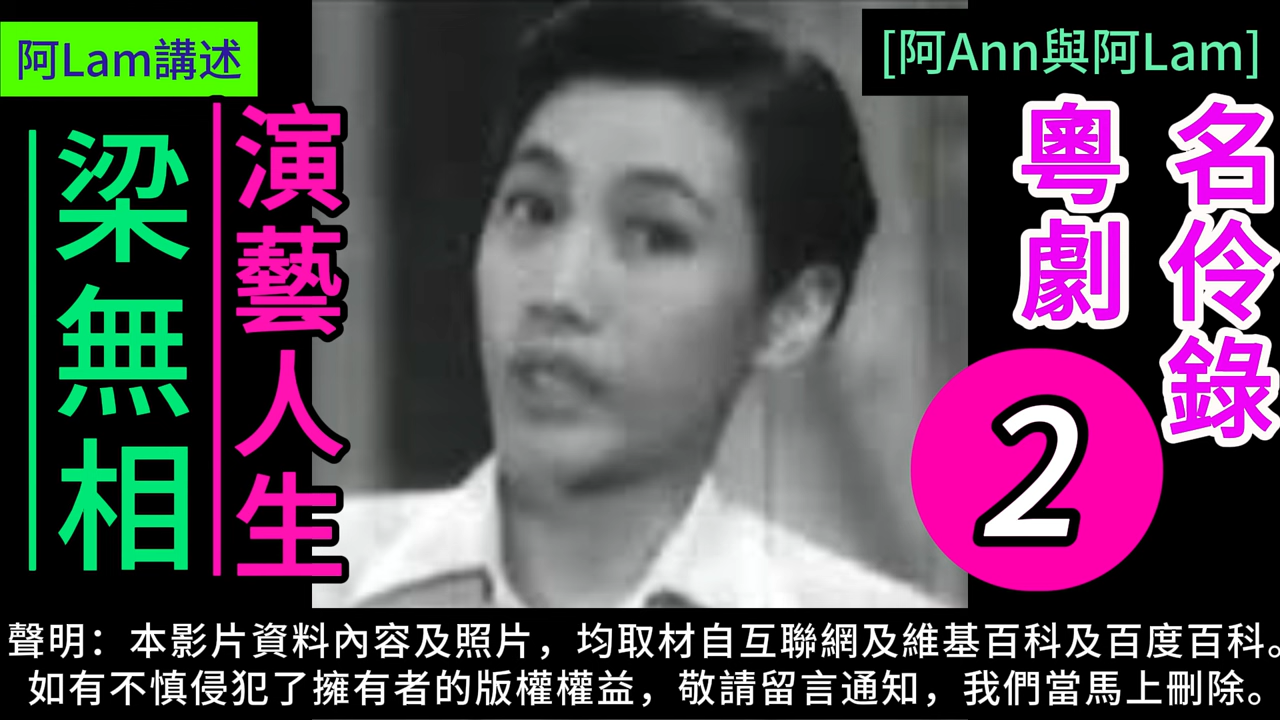 阿Lam講述
[阿Ann與阿Lam]
梁無相
演藝人生
粵劇
名伶錄
2
聲明：本影片資料內容及照片，均取材自互聯網及維基百科及百度百科。
如有不慎侵犯了擁有者的版權權益，敬請留言通知，我們當馬上刪除。